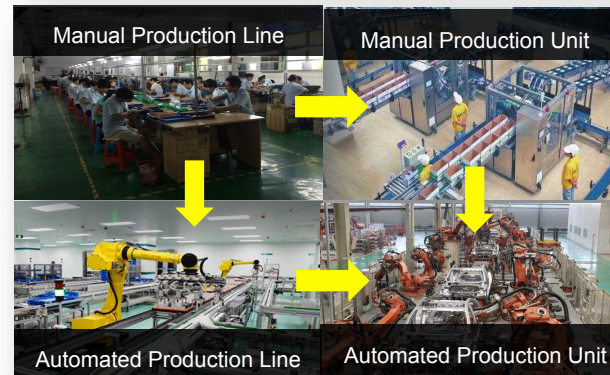 Manual Production Line
Manual Production Unit
Automated Production Line
Automated Production Unit